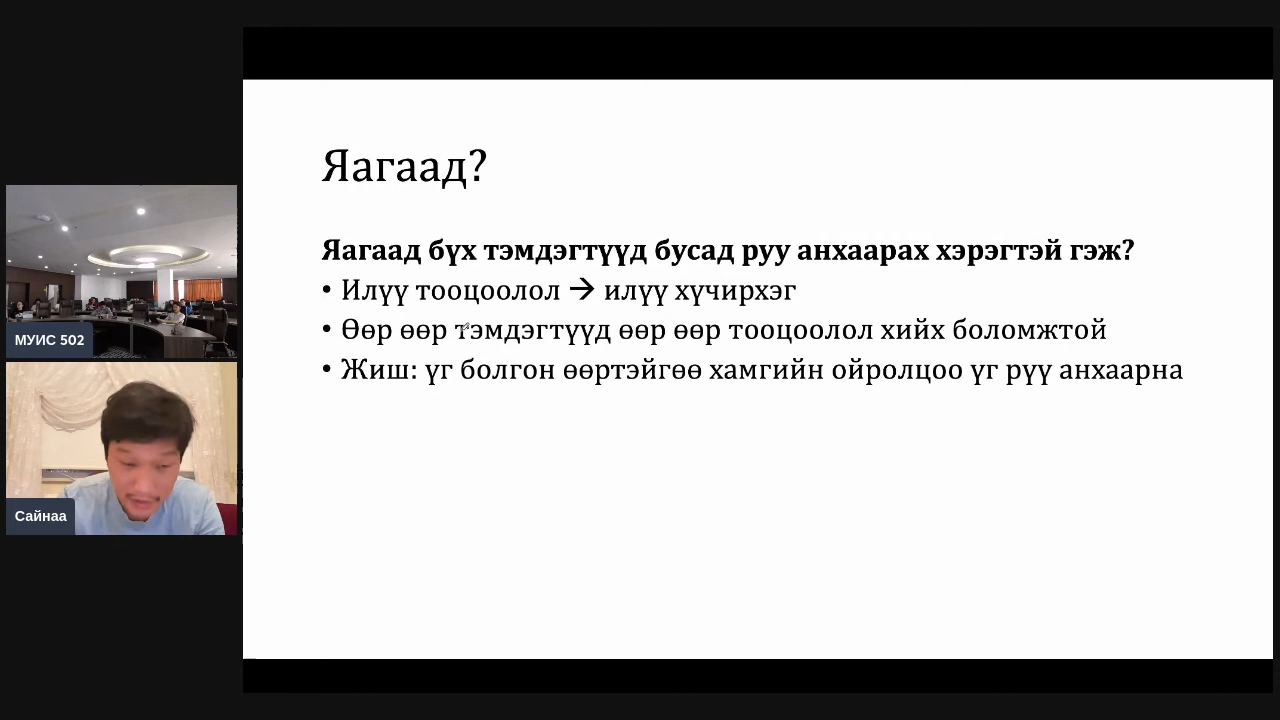 Яагаад?
Яагаад бүх тэмдэгтүүд бусад руу анхаарах хэрэгтэй гэж?
• Илүү тооцоолол → илүү хүчирхэг
• Өөр өөр тэмдэгтүүд өөр өөр тооцоолол хийх боломжтой
• Жиш: үг болгон өөртэйгөө хамгийн ойролцоо үг рүү анхаарна
МУИС 502
Сайнаа